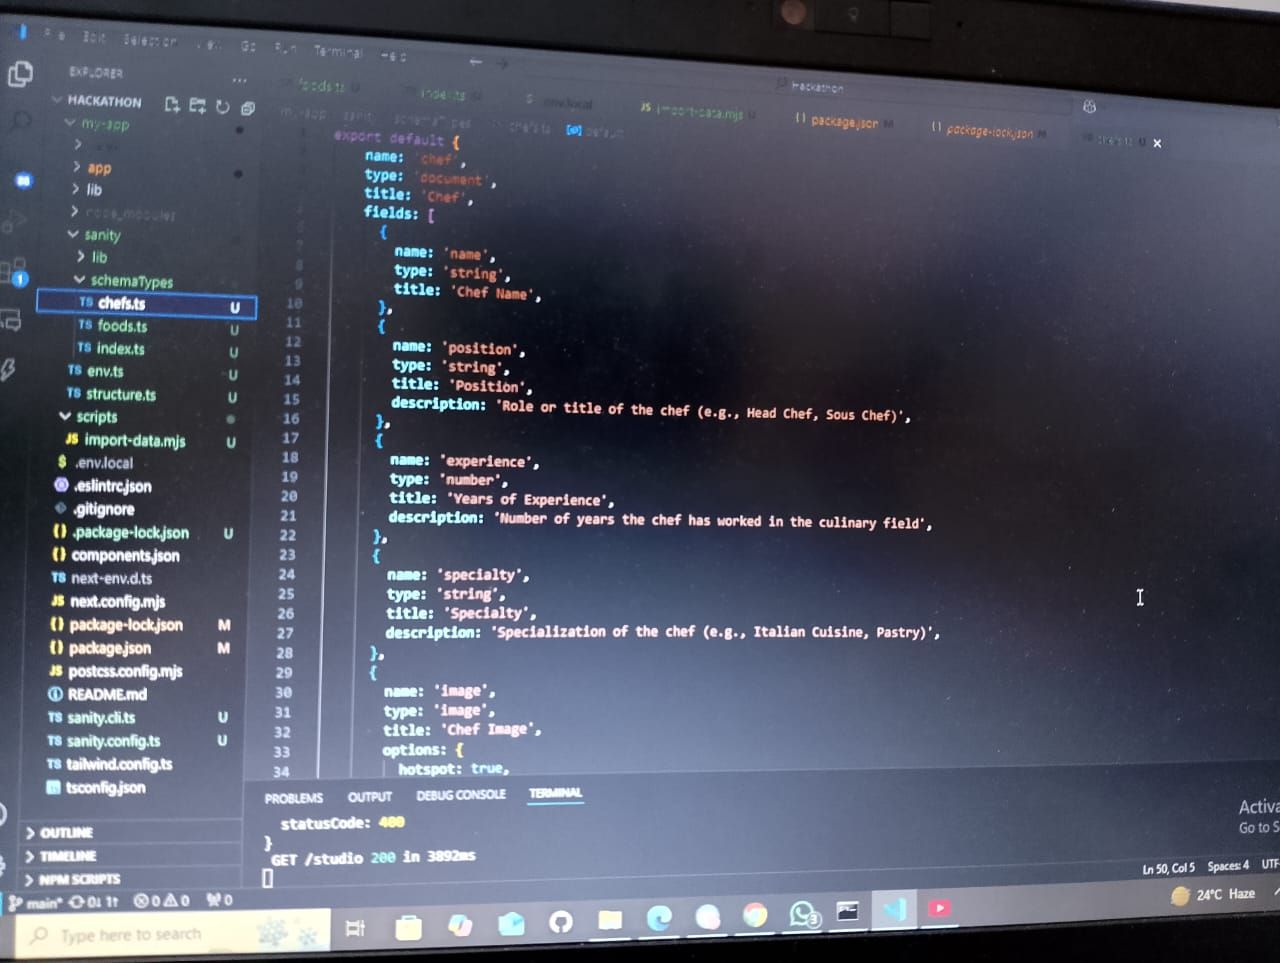 Selection
Go
Run
Terminal
Hackathon
EXPLORER
...
HACKATHON
my-app
app
lib
node_modules
sanity
lib
schemaTypes
TS chefs.ts U
TS foods.ts U
TS index.ts U
TS env.ts U
TS structure.ts U
scripts
JS import-data.mjs U
$ .env.local
.eslintrc.json
.gitignore
{} .package-lock.json U
{} components.json
TS next-env.d.ts
JS next.config.mjs
{} package-lock.json M
{} package.json M
JS postcss.config.mjs
README.md
TS sanity.cli.ts U
TS sanity.config.ts U
TS tailwind.config.ts
tsconfig.json
OUTLINE
TIMELINE
NPM SCRIPTS
foods.ts
index.ts
.env.local
JS import-data.mjs
{} package.json M
{} package-lock.json M
export default {
name: 'chef',
type: 'document',
title: 'Chef',
fields: [
{
name: 'name',
8 type: 'string',
9 title: 'Chef Name',
10 },
11 {
12 name: 'position',
13 type: 'string',
14 title: 'Position',
15 description: 'Role or title of the chef (e.g., Head Chef, Sous Chef)',
16 },
17 {
18 name: 'experience',
19 type: 'number',
20 title: 'Years of Experience',
21 description: 'Number of years the chef has worked in the culinary field',
22 },
23 {
24 name: 'specialty',
25 type: 'string',
26 title: 'Specialty',
27 description: 'Specialization of the chef (e.g., Italian Cuisine, Pastry)',
28 },
29 {
30 name: 'image',
31 type: 'image',
32 title: 'Chef Image',
33 options: {
34 hotspot: true,
PROBLEMS OUTPUT DEBUG CONSOLE TERMINAL
statusCode: 400
}
GET /studio 200 in 3892ms
Activa
Go to S
main* 0↓ 1↑ 0 0 0
Ln 50, Col 5 Spaces: 4 UTF-
Type here to search
3
24°C Haze